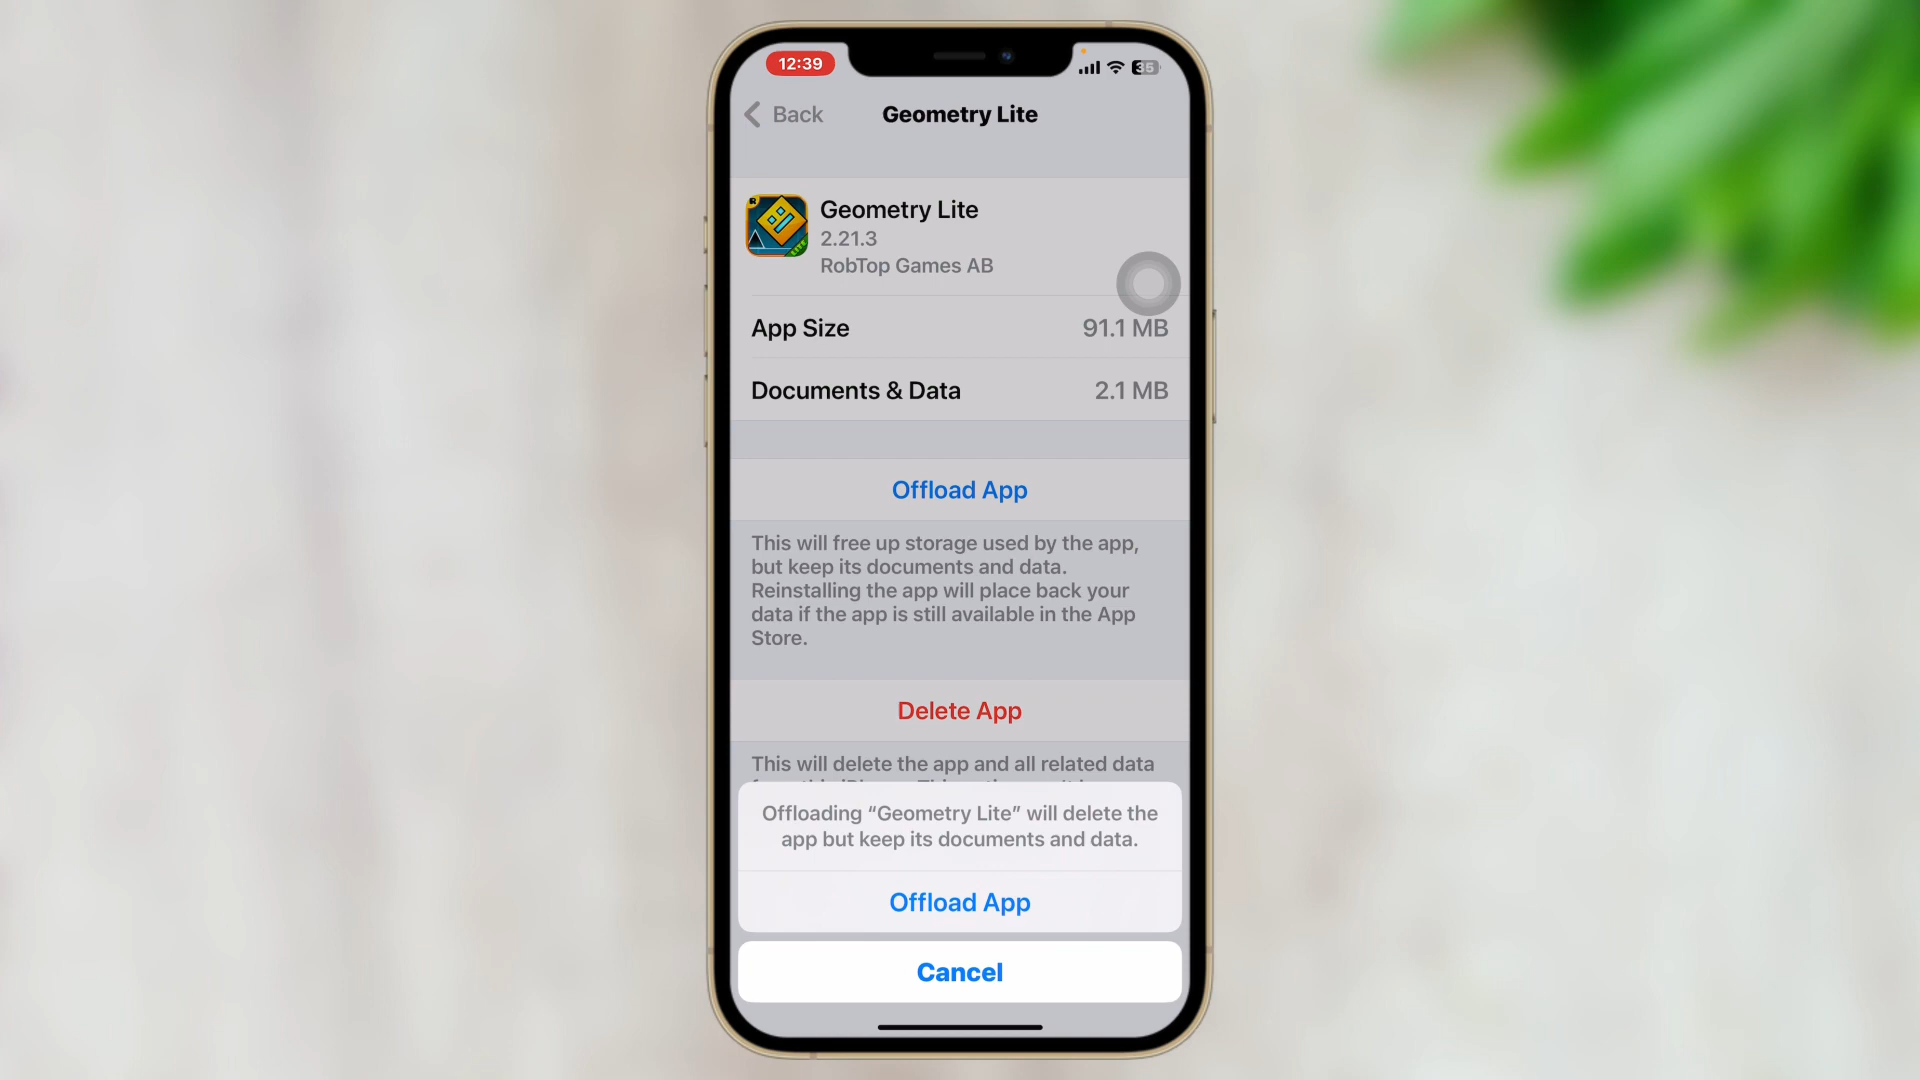 12:39
35
Back
Geometry Lite
Geometry Lite
2.21.3
RobTop Games AB
App Size
91.1 MB
Documents & Data
2.1 MB
Offload App
This will free up storage used by the app,
but keep its documents and data.
Reinstalling the app will place back your
data if the app is still available in the App
Store.
Delete App
This will delete the app and all related data
Offloading “Geometry Lite” will delete the
app but keep its documents and data.
Offload App
Cancel